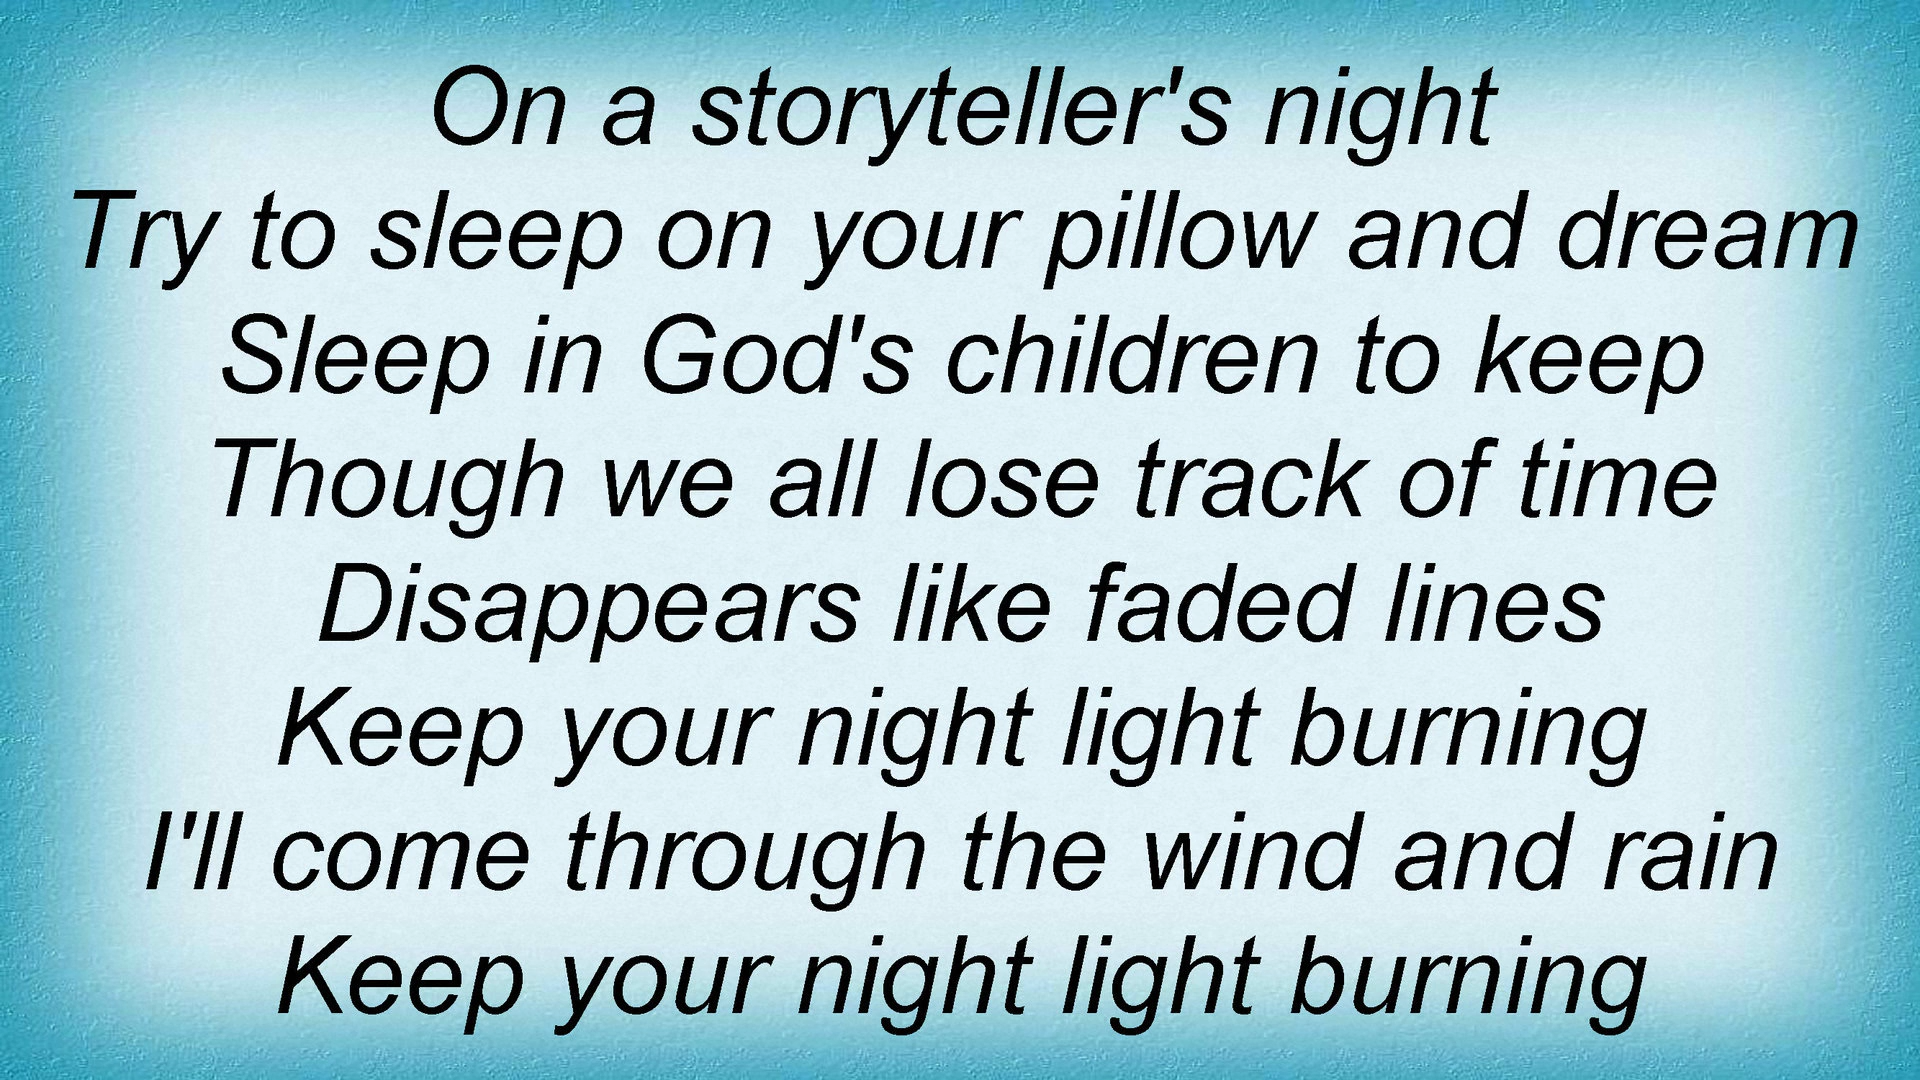 On a storyteller's night
Try to sleep on your pillow and dream
Sleep in God's children to keep
Though we all lose track of time
Disappears like faded lines
Keep your night light burning
I'll come through the wind and rain
Keep your night light burning